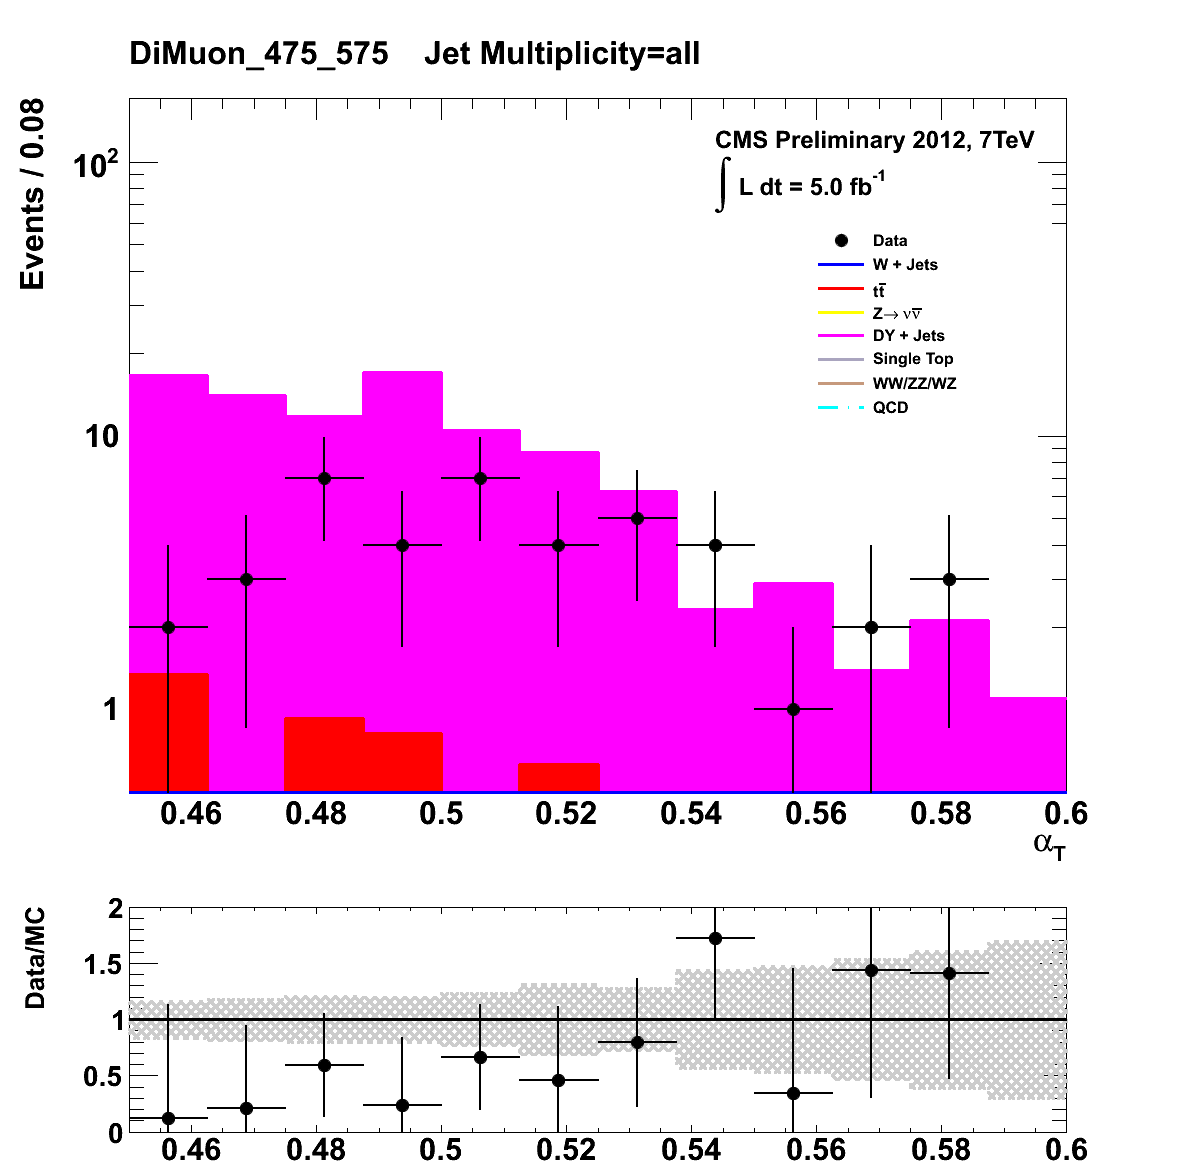 DiMuon_475_575 Jet Multiplicity=all
Events / 0.08
CMS Preliminary 2012, 7TeV
∫ L dt = 5.0 fb⁻¹
Data
W + Jets
tt̅
Z→ νν̅
DY + Jets
Single Top
WW/ZZ/WZ
QCD
10²
10
1
0.46 0.48 0.5 0.52 0.54 0.56 0.58 0.6
α_T
Data/MC
2
1.5
1
0.5
0
0.46 0.48 0.5 0.52 0.54 0.56 0.58 0.6